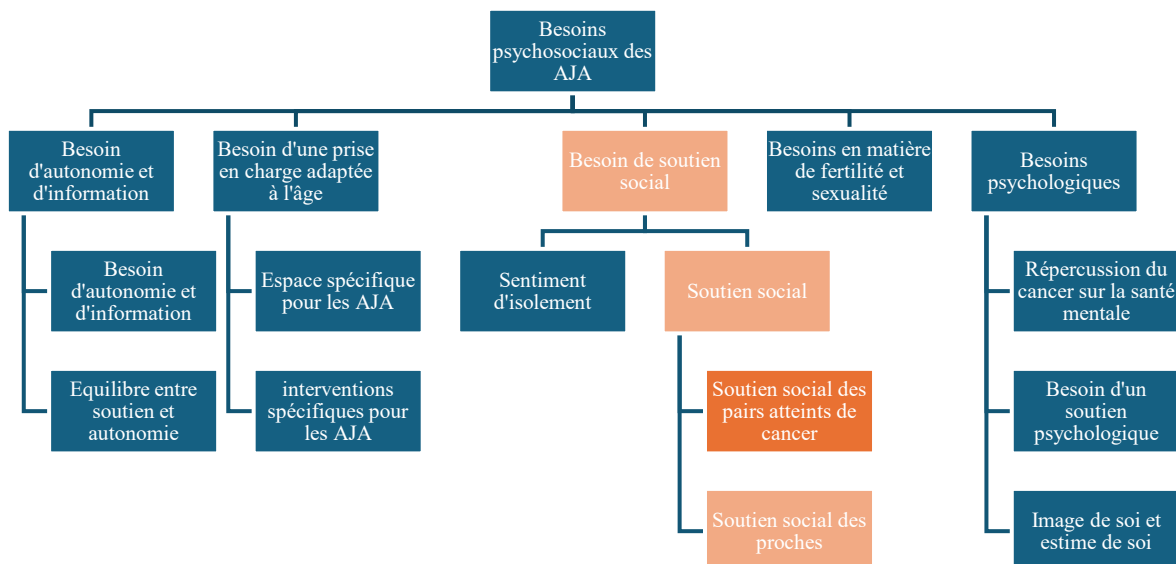 Besoins
psychosociaux des
AJA
Besoin
d'autonomie et
d'information
Besoin d'une prise
en charge adaptée
à l'âge
Besoin de soutien
social
Besoins en matière
de fertilité et
sexualité
Besoins
psychologiques
Besoin
d'autonomie et
d'information
Equilibre entre
soutien et
autonomie
Espace spécifique
pour les AJA
interventions
spécifiques pour
les AJA
Sentiment
d'isolement
Soutien social
Soutien social des
pairs atteints de
cancer
Soutien social des
proches
Répercussion du
cancer sur la santé
mentale
Besoin d'un
soutien
psychologique
Image de soi et
estime de soi